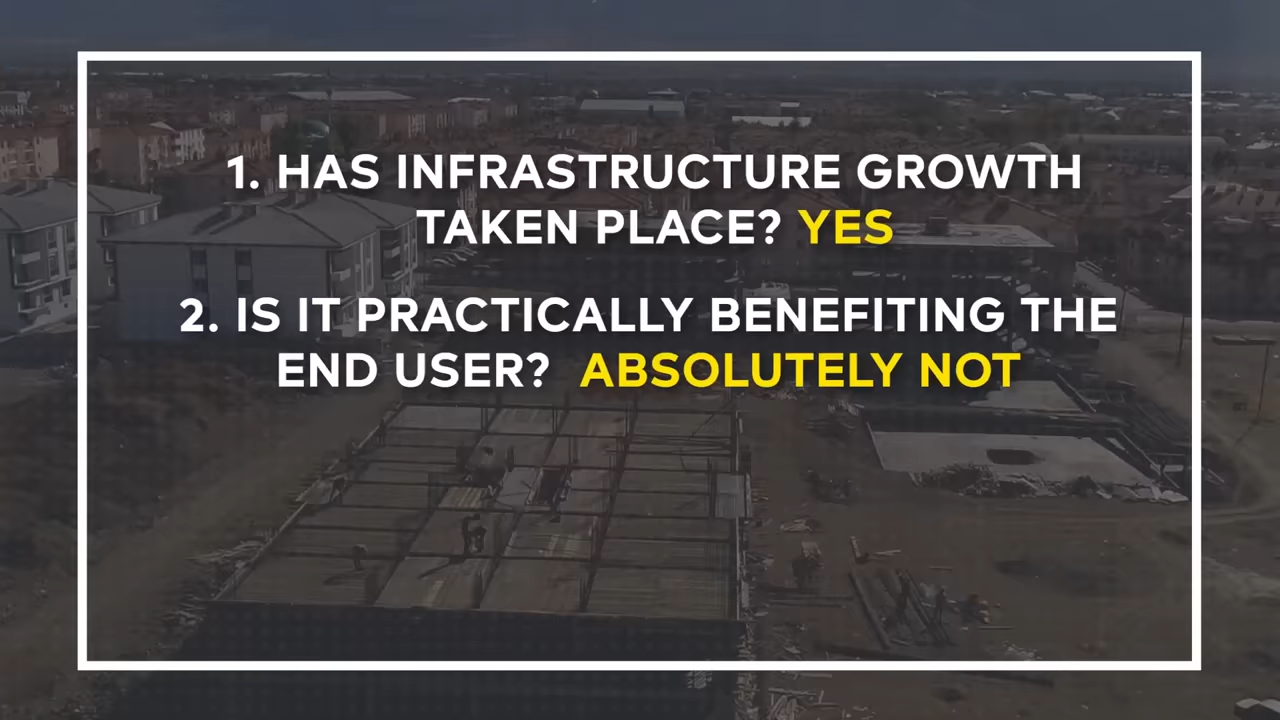 1. HAS INFRASTRUCTURE GROWTH
TAKEN PLACE? YES
2. IS IT PRACTICALLY BENEFITING THE
END USER? ABSOLUTELY NOT